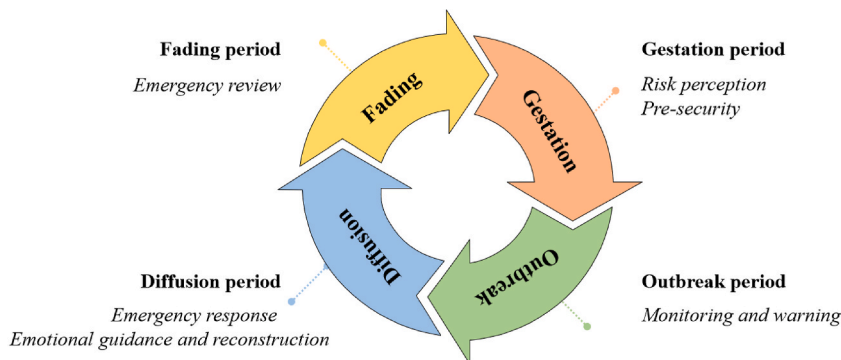 Fading period
Emergency review
Gestation period
Risk perception
Pre-security
Fading
Gestation
Diffusion
Outbreak
Diffusion period
Emergency response
Emotional guidance and reconstruction
Outbreak period
Monitoring and warning